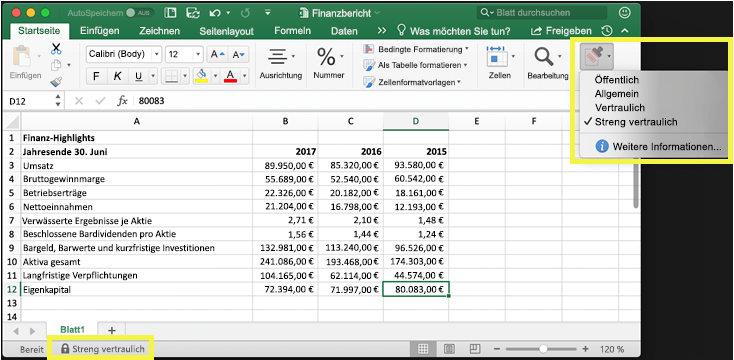 AutoSpeichern AUS Finanzbericht Blatt durchsuchen
Startseite Einfügen Zeichnen Seitenlayout Formeln Daten >> Was möchten Sie tun? Freigeben
Einfügen Calibri (Body) 12 A A Ausrichtung % Nummer Bedingte Formatierung Zellen Bearbeitung
F K U A Als Tabelle formatieren
Zellenformatvorlagen
Öffentlich
Allgemein
Vertraulich
✓ Streng vertraulich
Weitere Informationen...
D12 fx 80083
A B C D E F
1 Finanz-Highlights
2 Jahresende 30. Juni 2017 2016 2015
3 Umsatz 89.950,00 € 85.320,00 € 93.580,00 €
4 Bruttogewinnmarge 55.689,00 € 52.540,00 € 60.542,00 €
5 Betriebserträge 22.326,00 € 20.182,00 € 18.161,00 €
6 Nettoeinnahmen 21.204,00 € 16.798,00 € 12.193,00 €
7 Verwässerte Ergebnisse je Aktie 2,71 € 2,10 € 1,48 €
8 Beschlossene Bardividenden pro Aktie 1,56 € 1,44 € 1,24 €
9 Bargeld, Barwerte und kurzfristige Investitionen 132.981,00 € 113.240,00 € 96.526,00 €
10 Aktiva gesamt 241.086,00 € 193.468,00 € 174.303,00 €
11 Langfristige Verpflichtungen 104.165,00 € 62.114,00 € 44.574,00 €
12 Eigenkapital 72.394,00 € 71.997,00 € 80.083,00 €
13
14
Blatt1 +
Bereit Streng vertraulich 120 %